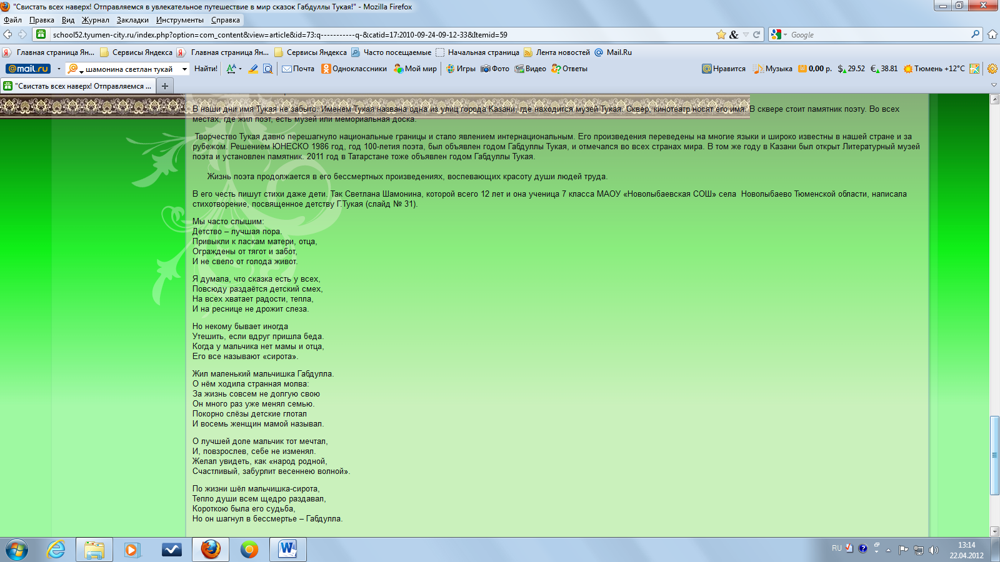 "Свистать всех наверх! Отправляемся в увлекательное путешествие в мир сказок Габдуллы Тукая!" - Mozilla Firefox
Файл Правка Вид Журнал Закладки Инструменты Справка
school52.tyumen-city.ru/index.php?option=com_content&view=article&id=73:q-----------q-&catid=17:2010-09-24-09-12-33&Itemid=59
Google
Главная страница Ян... Сервисы Яндекса Главная страница Ян... Сервисы Яндекса Часто посещаемые Начальная страница Лента новостей Mail.Ru
@mail.ru шамонина светлан тукай Найти! Почта Одноклассники Мой мир Игры Фото Видео Ответы Нравится Музыка 0,00 р. $ 29.52 € 38.81 Тюмень +12°C
"Свистать всех наверх! Отправляемся ...
В наши дни имя Тукая не забыто. Именем Тукая названа одна из улиц города Казани, где находится музей Тукая. Сквер, кинотеатр носят его имя. В сквере стоит памятник поэту. Во всех
местах, где жил поэт, есть музей или мемориальная доска.
Творчество Тукая давно перешагнуло национальные границы и стало явлением интернациональным. Его произведения переведены на многие языки и широко известны в нашей стране и за
рубежом. Решением ЮНЕСКО 1986 год, год 100-летия поэта, был объявлен годом Габдуллы Тукая, и отмечался во всех странах мира. В том же году в Казани был открыт Литературный музей
поэта и установлен памятник. 2011 год в Татарстане тоже объявлен годом Габдуллы Тукая.
Жизнь поэта продолжается в его бессмертных произведениях, воспевающих красоту души людей труда.
В его честь пишут стихи даже дети. Так Светлана Шамонина, которой всего 12 лет и она ученица 7 класса МАОУ «Новолыбаевская СОШ» села Новолыбаево Тюменской области, написала
стихотворение, посвященное детству Г.Тукая (слайд № 31).
Мы часто слышим:
Детство – лучшая пора.
Привыкли к ласкам матери, отца,
Ограждены от тягот и забот,
И не свело от голода живот.
Я думала, что сказка есть у всех,
Повсюду раздаётся детский смех,
На всех хватает радости, тепла,
И на реснице не дрожит слеза.
Но некому бывает иногда
Утешить, если вдруг пришла беда.
Когда у мальчика нет мамы и отца,
Его все называют «сирота».
Жил маленький мальчишка Габдулла.
О нём ходила странная молва:
За жизнь совсем не долгую свою
Он много раз уже менял семью.
Покорно слёзы детские глотал
И восемь женщин мамой называл.
О лучшей доле мальчик тот мечтал,
И, повзрослев, себе не изменял.
Желал увидеть, как «народ родной,
Счастливый, забурлит весеннею волной».
По жизни шёл мальчишка-сирота,
Тепло души всем щедро раздавал,
Короткою была его судьба,
Но он шагнул в бессмертье – Габдулла.
RU
13:14
22.04.2012